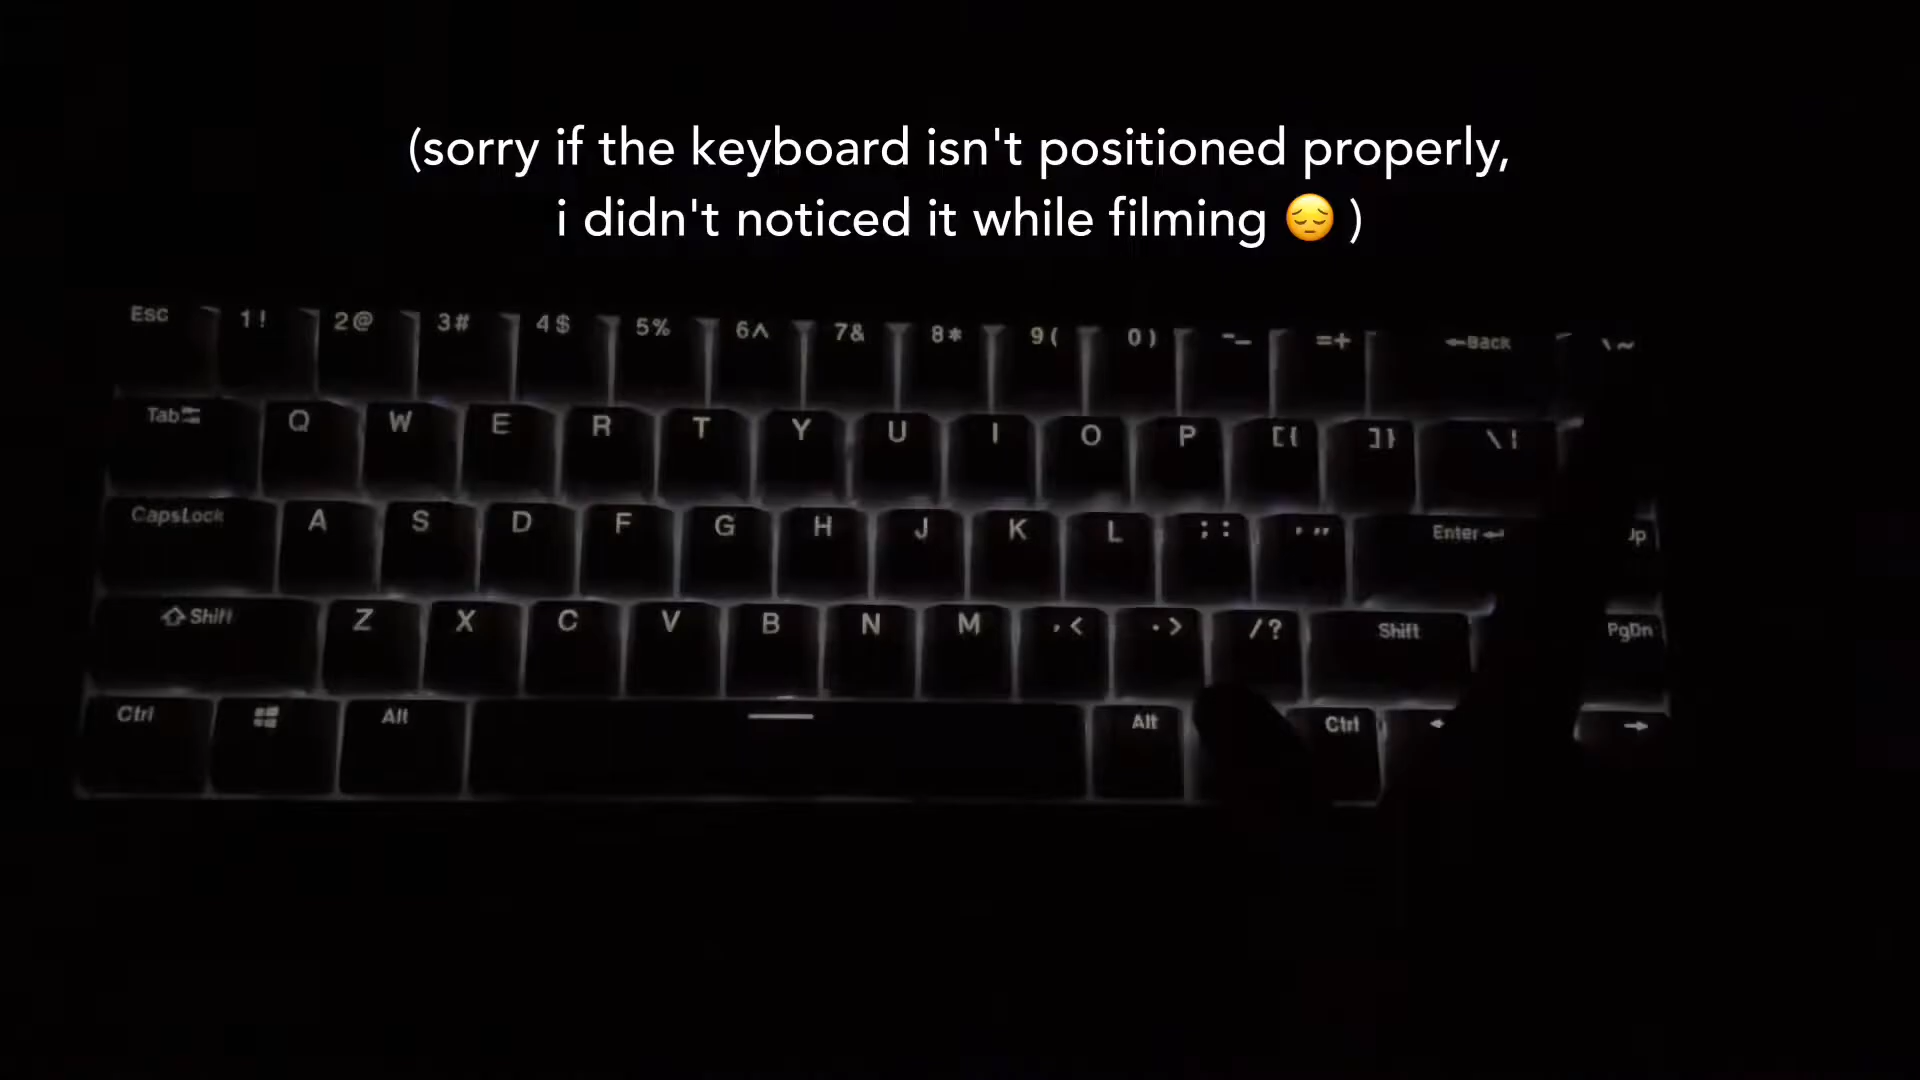 (sorry if the keyboard isn't positioned properly,
i didn't noticed it while filming 😔 )
Esc 1! 2@ 3# 4$ 5% 6^ 7& 8* 9( 0) -_ =+ ←Back \~
Tab Q W E R T Y U I O P [{ ]} \|
CapsLock A S D F G H J K L ;: '" Enter
Shift Z X C V B N M ,< .> /? Shift PgDn
Ctrl Alt Alt Ctrl ← →